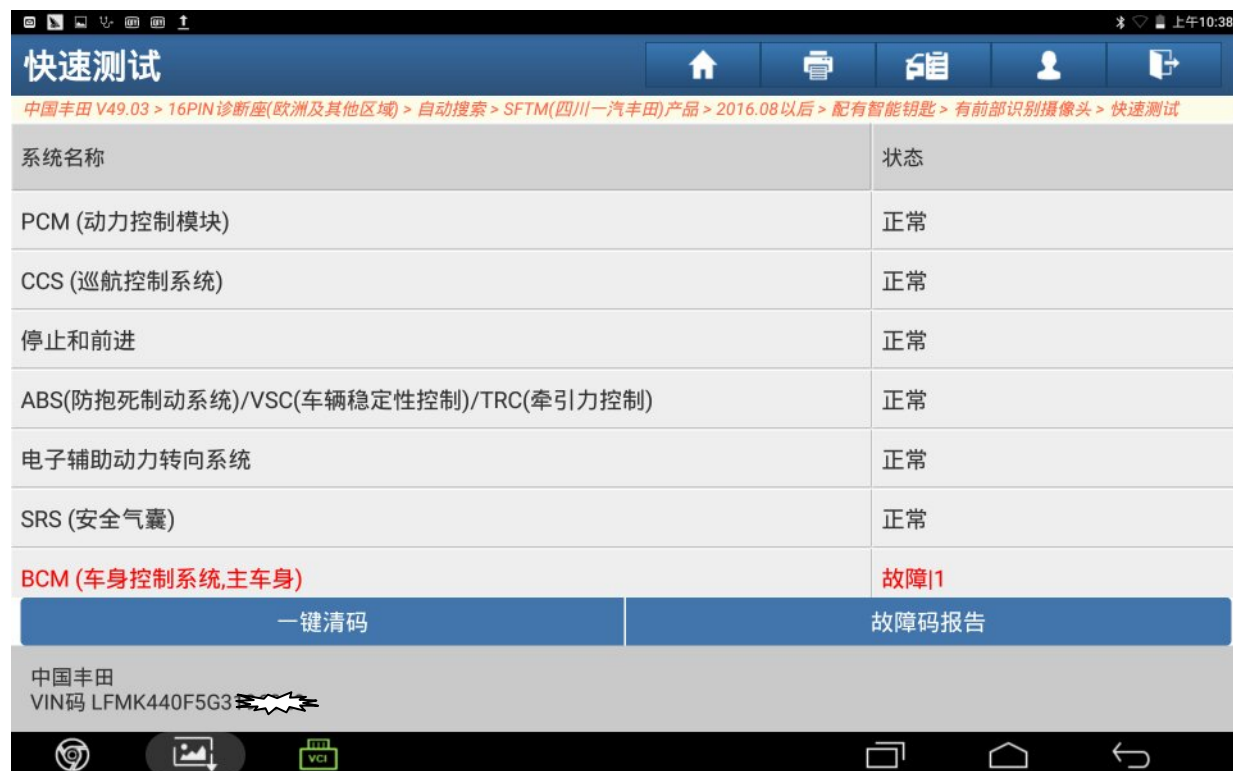 上午10:38
快速测试
中国丰田 V49.03 > 16PIN诊断座(欧洲及其他区域) > 自动搜索 > SFTM(四川一汽丰田)产品 > 2016.08以后 > 配有智能钥匙 > 有前部识别摄像头 > 快速测试
系统名称 状态
PCM (动力控制模块) 正常
CCS (巡航控制系统) 正常
停止和前进 正常
ABS(防抱死制动系统)/VSC(车辆稳定性控制)/TRC(牵引力控制) 正常
电子辅助动力转向系统 正常
SRS (安全气囊) 正常
BCM (车身控制系统,主车身) 故障|1
一键清码 故障码报告
中国丰田
VIN码 LFMK440F5G3
VCI